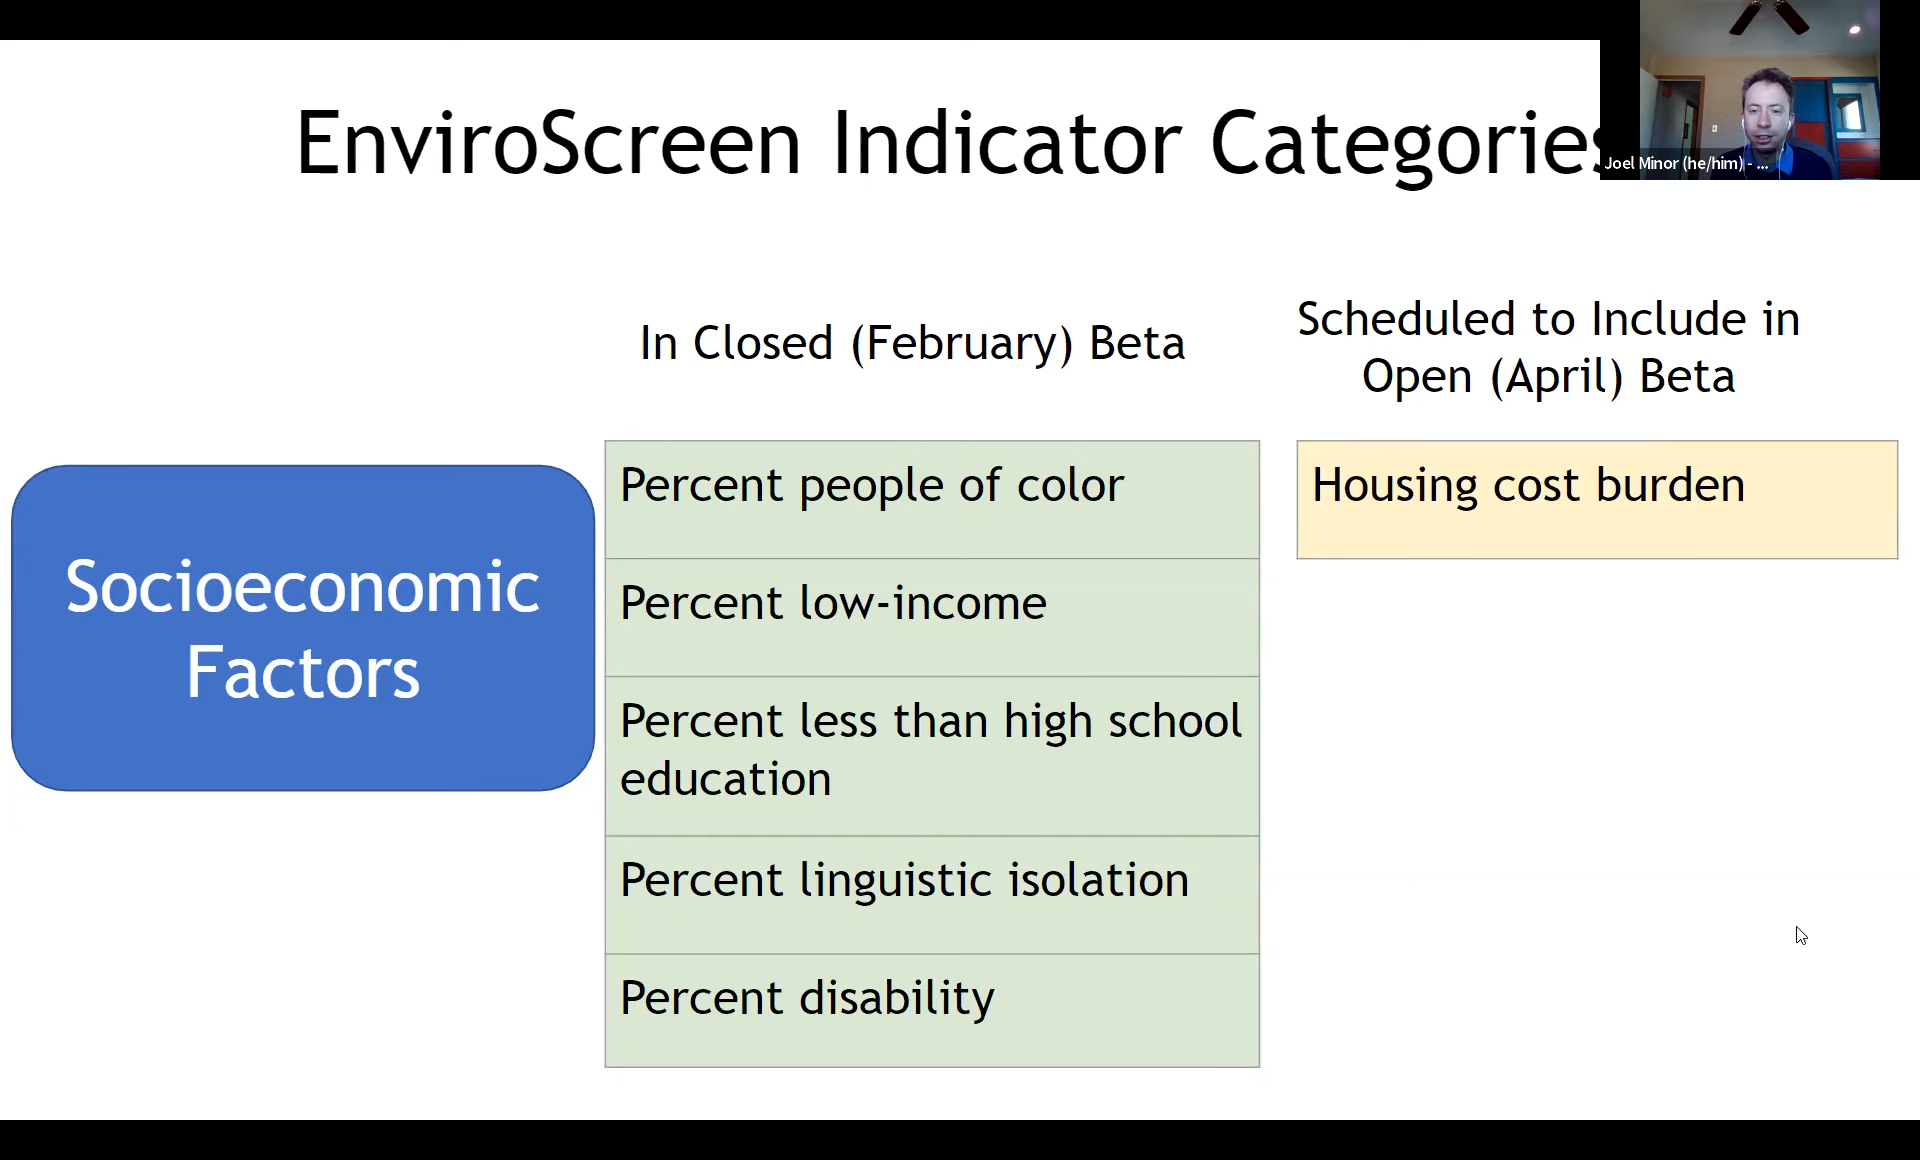 EnviroScreen Indicator Categories
Joel Minor (he/him) - ...
In Closed (February) Beta
Scheduled to Include in
Open (April) Beta
Socioeconomic
Factors
Percent people of color
Percent low-income
Percent less than high school
education
Percent linguistic isolation
Percent disability
Housing cost burden